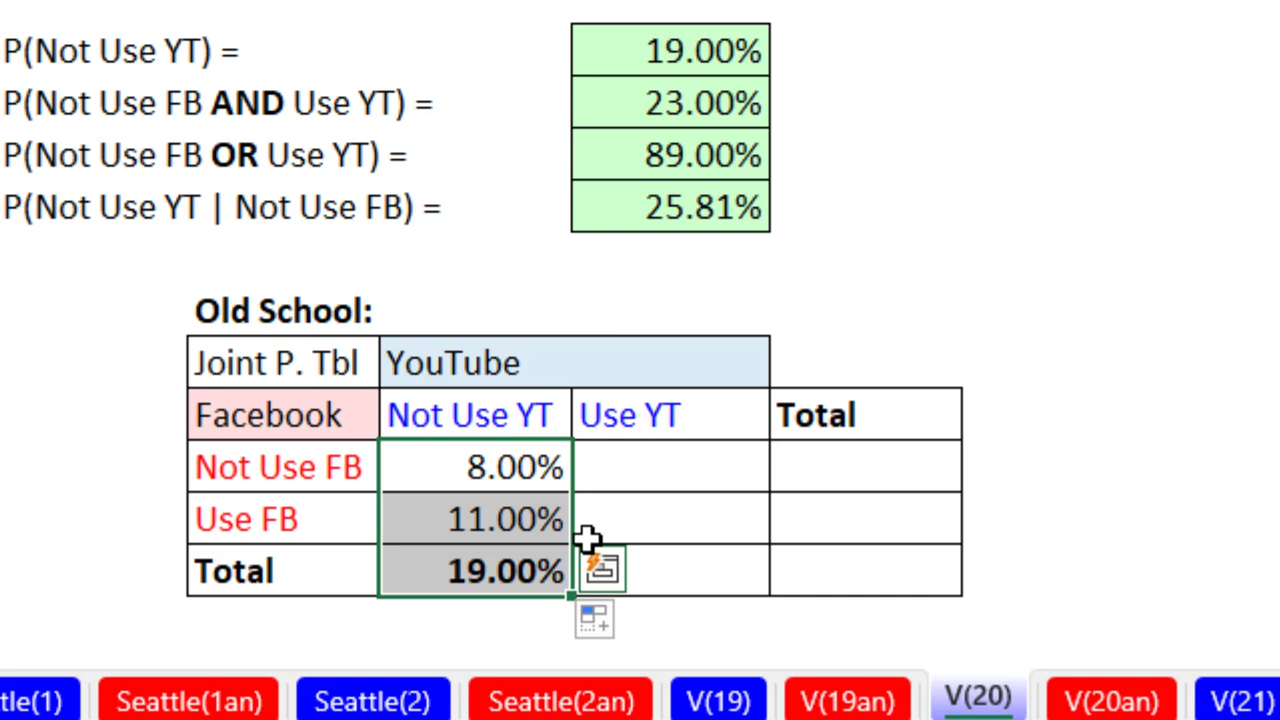 P(Not Use YT) = 19.00%
P(Not Use FB AND Use YT) = 23.00%
P(Not Use FB OR Use YT) = 89.00%
P(Not Use YT | Not Use FB) = 25.81%
Old School:
Joint P. Tbl YouTube
Facebook Not Use YT Use YT Total
Not Use FB 8.00%
Use FB 11.00%
Total 19.00%
tle(1) Seattle(1an) Seattle(2) Seattle(2an) V(19) V(19an) V(20) V(20an) V(21)